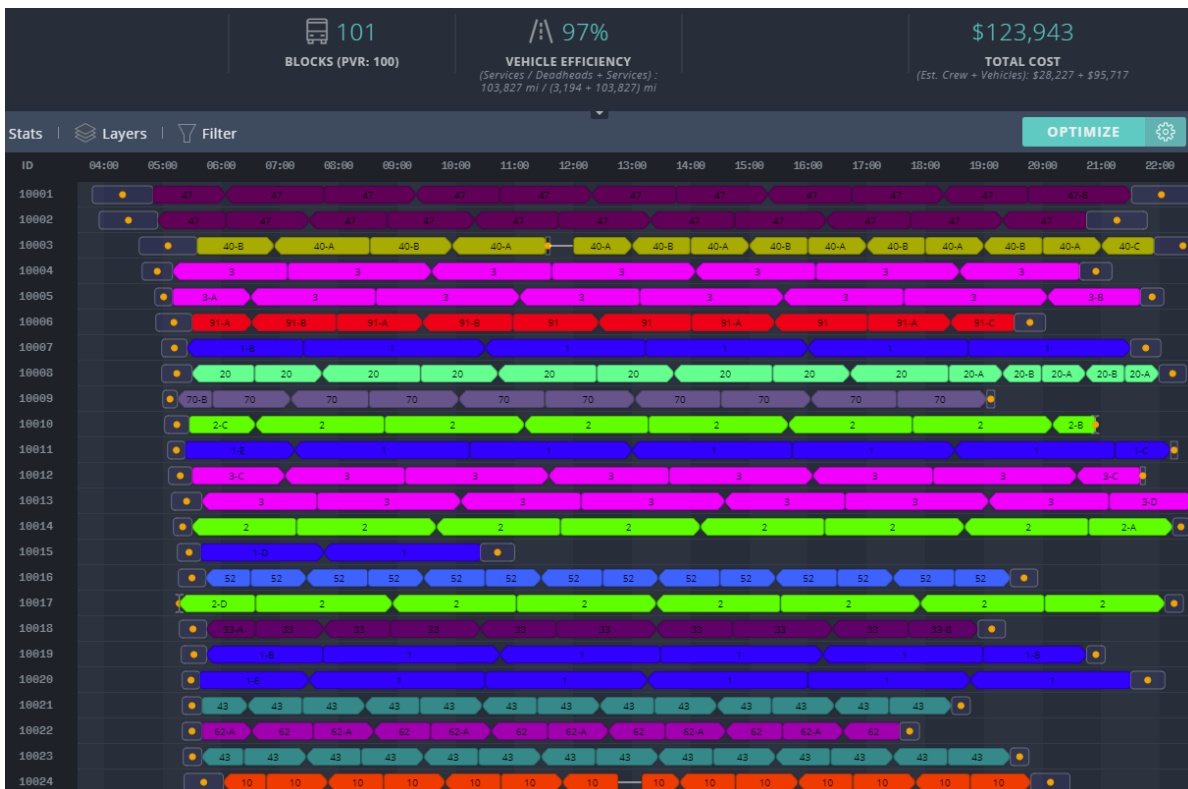 101
BLOCKS (PVR: 100)
97%
VEHICLE EFFICIENCY
(Services / Deadheads + Services) :
103,827 mi / (3,194 + 103,827) mi
$123,943
TOTAL COST
(Est. Crew + Vehicles): $28,227 + $95,717
Stats | Layers | Filter OPTIMIZE
ID 04:00 05:00 06:00 07:00 08:00 09:00 10:00 11:00 12:00 13:00 14:00 15:00 16:00 17:00 18:00 19:00 20:00 21:00 22:00
10001 47 47 47 47 47 47 47 47 47 47 47-B
10002 47 47 47 47 47 47 47 47 47 47 47
10003 40-B 40-A 40-B 40-A 40-A 40-B 40-A 40-B 40-A 40-B 40-A 40-B 40-A 40-C
10004 3 3 3 3 3 3 3
10005 3-A 3 3 3 3 3 3 3-B
10006 91-A 91-B 91-A 91-B 91 91 91-A 91 91-A 91-C
10007 1-B 1 1 1 1 1
10008 20 20 20 20 20 20 20 20 20 20-A 20-B 20-A 20-B 20-A
10009 70-B 70 70 70 70 70 70 70 70 70
10010 2-C 2 2 2 2 2 2 2-B
10011 1-E 1 1 1 1 1 1-C
10012 3-C 3 3 3 3 3 3 3-C
10013 3 3 3 3 3 3 3 3-D
10014 2 2 2 2 2 2 2 2-A
10015 1-D 1
10016 52 52 52 52 52 52 52 52 52 52 52 52 52 52
10017 2-D 2 2 2 2 2 2 2
10018 33-A 33 33 33 33 33 33 33 33 33-B
10019 1-B 1 1 1 1 1-B
10020 1-E 1 1 1 1 1
10021 43 43 43 43 43 43 43 43 43 43 43 43 43
10022 62-A 62 62-A 62 62 62-A 62 62-A 62 62-A 62
10023 43 43 43 43 43 43 43 43 43 43 43 43 43 43
10024 10 10 10 10 10 10 10 10 10 10 10 10 10